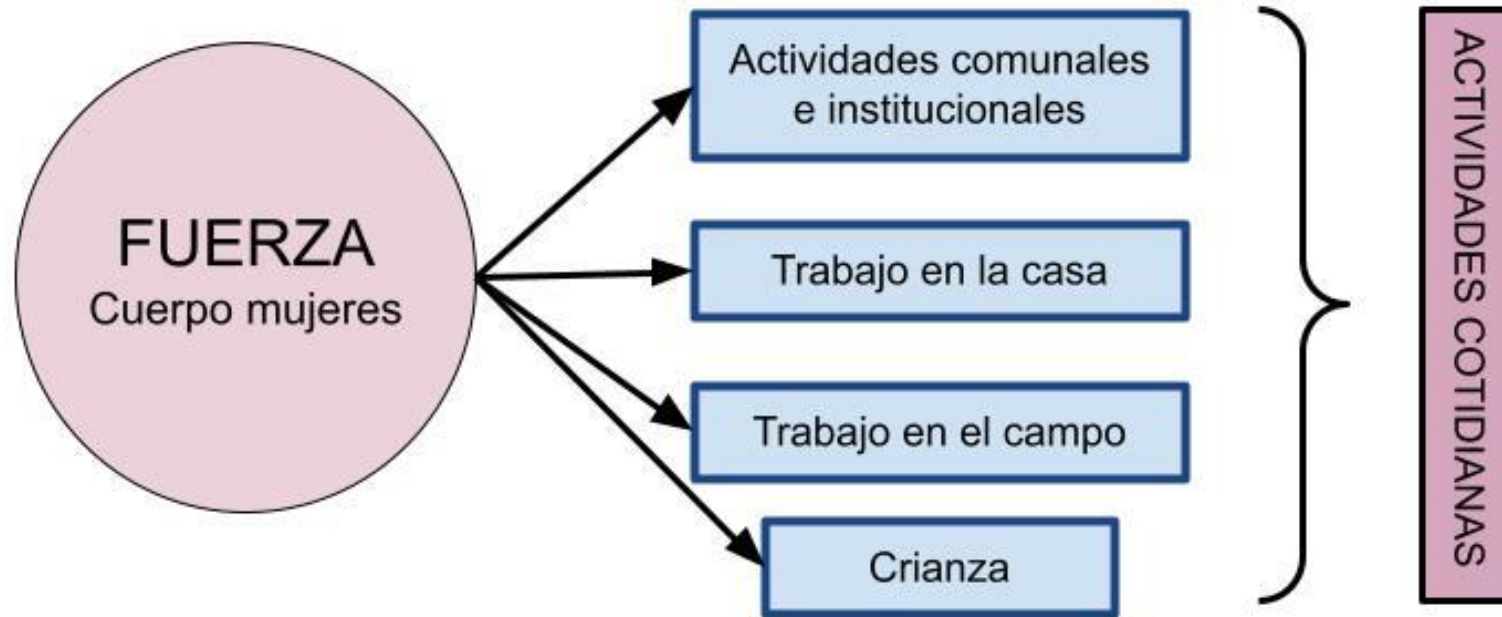 FUERZA
Cuerpo mujeres
Actividades comunales
e institucionales
Trabajo en la casa
Trabajo en el campo
Crianza
ACTIVIDADES COTIDIANAS